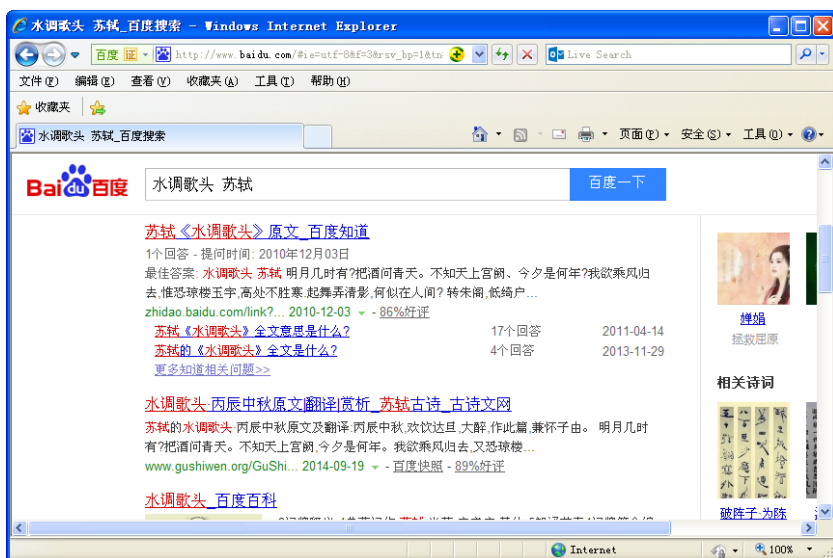 水调歌头 苏轼_百度搜索 - Windows Internet Explorer
百度 证 http://www.baidu.com/#ie=utf-8&f=3&rsv_bp=1&tn Live Search
文件(F) 编辑(E) 查看(V) 收藏夹(A) 工具(T) 帮助(H)
收藏夹
水调歌头 苏轼_百度搜索 页面(P) 安全(S) 工具(O)
Bai du 百度 水调歌头 苏轼 百度一下
苏轼《水调歌头》原文_百度知道
1个回答 - 提问时间: 2010年12月03日
最佳答案: 水调歌头 苏轼 明月几时有?把酒问青天。不知天上宫阙、今夕是何年?我欲乘风归
去,惟恐琼楼玉宇,高处不胜寒.起舞弄清影,何似在人间? 转朱阁,低绮户...
zhidao.baidu.com/link?... 2010-12-03 - 86%好评
苏轼《水调歌头》全文意思是什么? 17个回答 2011-04-14
苏轼的《水调歌头》全文是什么? 4个回答 2013-11-29
更多知道相关问题>>
水调歌头·丙辰中秋原文|翻译|赏析_苏轼古诗_古诗文网
苏轼的水调歌头·丙辰中秋原文及翻译:丙辰中秋,欢饮达旦,大醉,作此篇,兼怀子由。 明月几时
有?把酒问青天。不知天上宫阙,今夕是何年。我欲乘风归去,又恐琼楼...
www.gushiwen.org/GuShi... 2014-09-19 - 百度快照 - 89%好评
水调歌头_百度百科
婵娟
拯救屈原
相关诗词
破阵子·为陈
Internet 100%